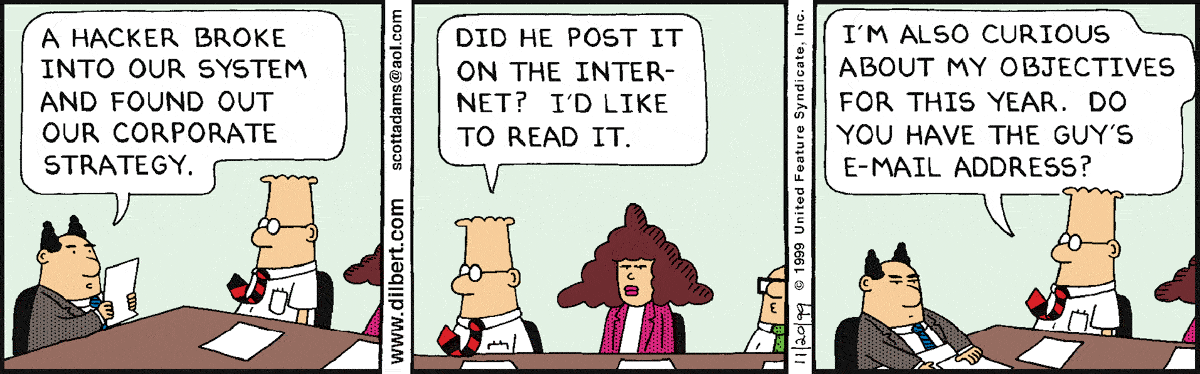 A HACKER BROKE
INTO OUR SYSTEM
AND FOUND OUT
OUR CORPORATE
STRATEGY.
www.dilbert.com scottadams@aol.com
DID HE POST IT
ON THE INTER-
NET? I'D LIKE
TO READ IT.
11/20/99 © 1999 United Feature Syndicate, Inc.
I'M ALSO CURIOUS
ABOUT MY OBJECTIVES
FOR THIS YEAR. DO
YOU HAVE THE GUY'S
E-MAIL ADDRESS?